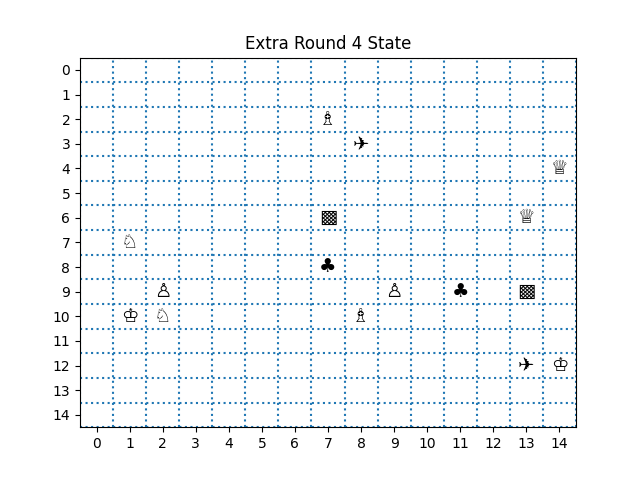 Extra Round 4 State
0
1
2 ♗
3 ✈
4 ♕
5
6 ▩ ♕
7 ♘
8 ♣
9 ♙ ♙ ♣ ▩
10 ♔ ♘ ♗
11
12 ✈ ♔
13
14
0 1 2 3 4 5 6 7 8 9 10 11 12 13 14